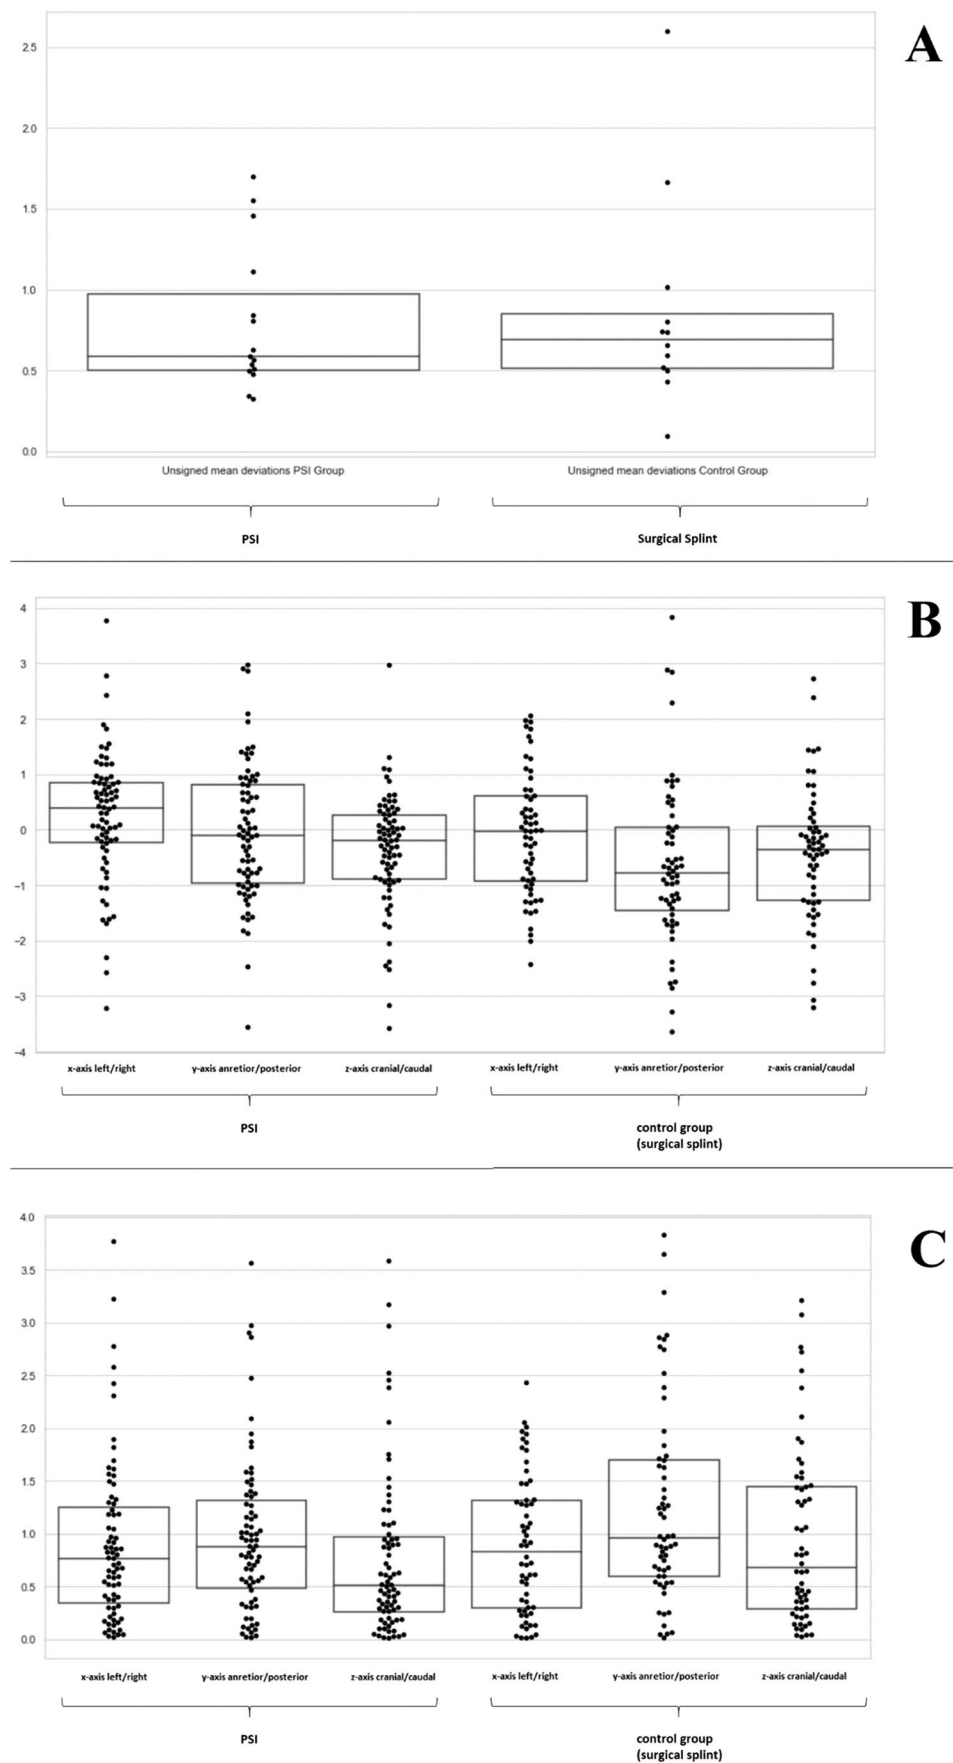 A
2.5
2.0
1.5
1.0
0.5
0.0
Unsigned mean deviations PSI Group Unsigned mean deviations Control Group
PSI Surgical Splint
B
4
3
2
1
0
−1
−2
−3
−4
x-axis left/right y-axis anretior/posterior z-axis cranial/caudal x-axis left/right y-axis anretior/posterior z-axis cranial/caudal
PSI control group
(surgical splint)
C
4.0
3.5
3.0
2.5
2.0
1.5
1.0
0.5
0.0
x-axis left/right y-axis anretior/posterior z-axis cranial/caudal x-axis left/right y-axis anretior/posterior z-axis cranial/caudal
PSI control group
(surgical splint)